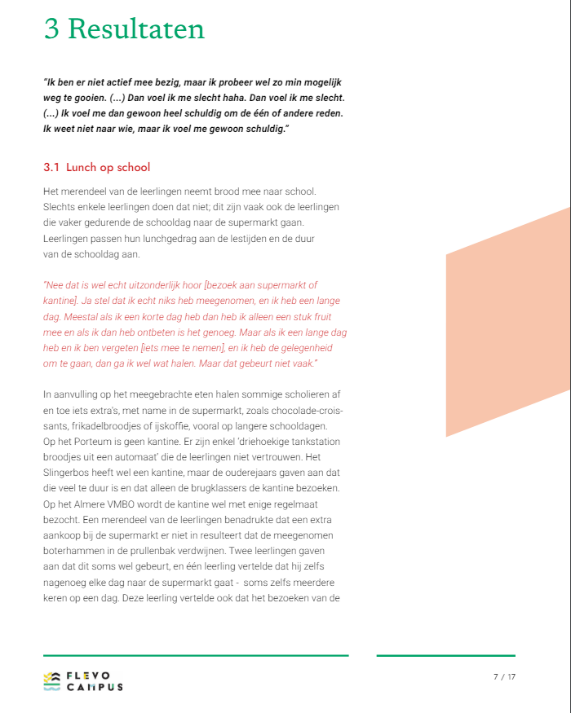 3 Resultaten
“Ik ben er niet actief mee bezig, maar ik probeer wel zo min mogelijk
weg te gooien. (...) Dan voel ik me slecht haha. Dan voel ik me slecht.
(...) Ik voel me dan gewoon heel schuldig om de één of andere reden.
Ik weet niet naar wie, maar ik voel me gewoon schuldig.”
3.1 Lunch op school
Het merendeel van de leerlingen neemt brood mee naar school.
Slechts enkele leerlingen doen dat niet; dit zijn vaak ook de leerlingen
die vaker gedurende de schooldag naar de supermarkt gaan.
Leerlingen passen hun lunchgedrag aan de lestijden en de duur
van de schooldag aan.
“Nee dat is wel echt uitzonderlijk hoor [bezoek aan supermarkt of
kantine]. Ja stel dat ik echt niks heb meegenomen, en ik heb een lange
dag. Meestal als ik een korte dag heb dan heb ik alleen een stuk fruit
mee en als ik dan heb ontbeten is het genoeg. Maar als ik een lange dag
heb en ik ben vergeten [iets mee te nemen], en ik heb de gelegenheid
om te gaan, dan ga ik wel wat halen. Maar dat gebeurt niet vaak.”
In aanvulling op het meegebrachte eten halen sommige scholieren af
en toe iets extra’s, met name in de supermarkt, zoals chocolade-crois-
sants, frikadelbroodjes of ijskoffie, vooral op langere schooldagen.
Op het Porteum is geen kantine. Er zijn enkel ‘driehoekige tankstation
broodjes uit een automaat’ die de leerlingen niet vertrouwen. Het
Slingerbos heeft wel een kantine, maar de ouderejaars gaven aan dat
die veel te duur is en dat alleen de brugklassers de kantine bezoeken.
Op het Almere VMBO wordt de kantine wel met enige regelmaat
bezocht. Een merendeel van de leerlingen benadrukte dat een extra
aankoop bij de supermarkt er niet in resulteert dat de meegenomen
boterhammen in de prullenbak verdwijnen. Twee leerlingen gaven
aan dat dit soms wel gebeurt, en één leerling vertelde dat hij zelfs
nagenoeg elke dag naar de supermarkt gaat - soms zelfs meerdere
keren op een dag. Deze leerling vertelde ook dat het bezoeken van de
FLEVO
CAMPUS
7 / 17